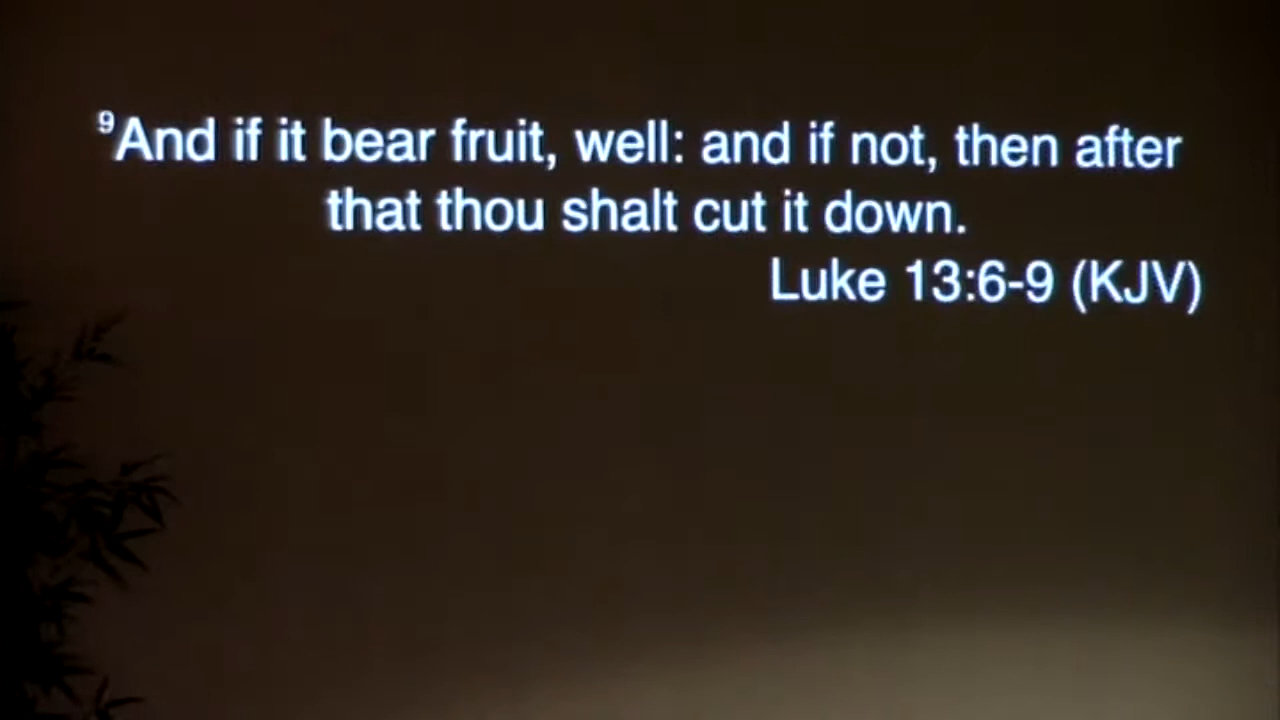 ⁹And if it bear fruit, well: and if not, then after
that thou shalt cut it down.
Luke 13:6-9 (KJV)